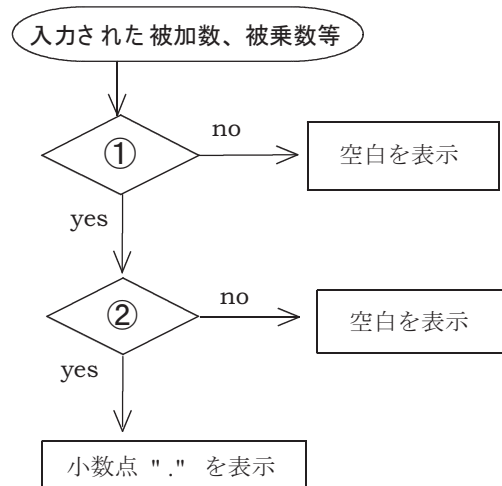 入力された被加数、被乗数等
①
no
空白を表示
yes
②
no
空白を表示
yes
小数点 "." を表示